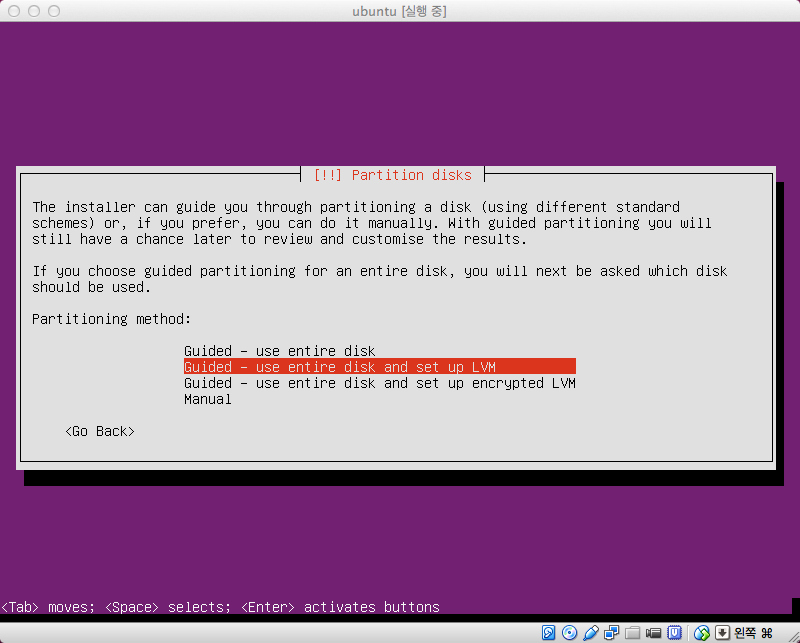 ubuntu [실행 중]
[!!] Partition disks
The installer can guide you through partitioning a disk (using different standard
schemes) or, if you prefer, you can do it manually. With guided partitioning you will
still have a chance later to review and customise the results.
If you choose guided partitioning for an entire disk, you will next be asked which disk
should be used.
Partitioning method:
Guided - use entire disk
Guided - use entire disk and set up LVM
Guided - use entire disk and set up encrypted LVM
Manual
<Go Back>
<Tab> moves; <Space> selects; <Enter> activates buttons
왼쪽 ⌘